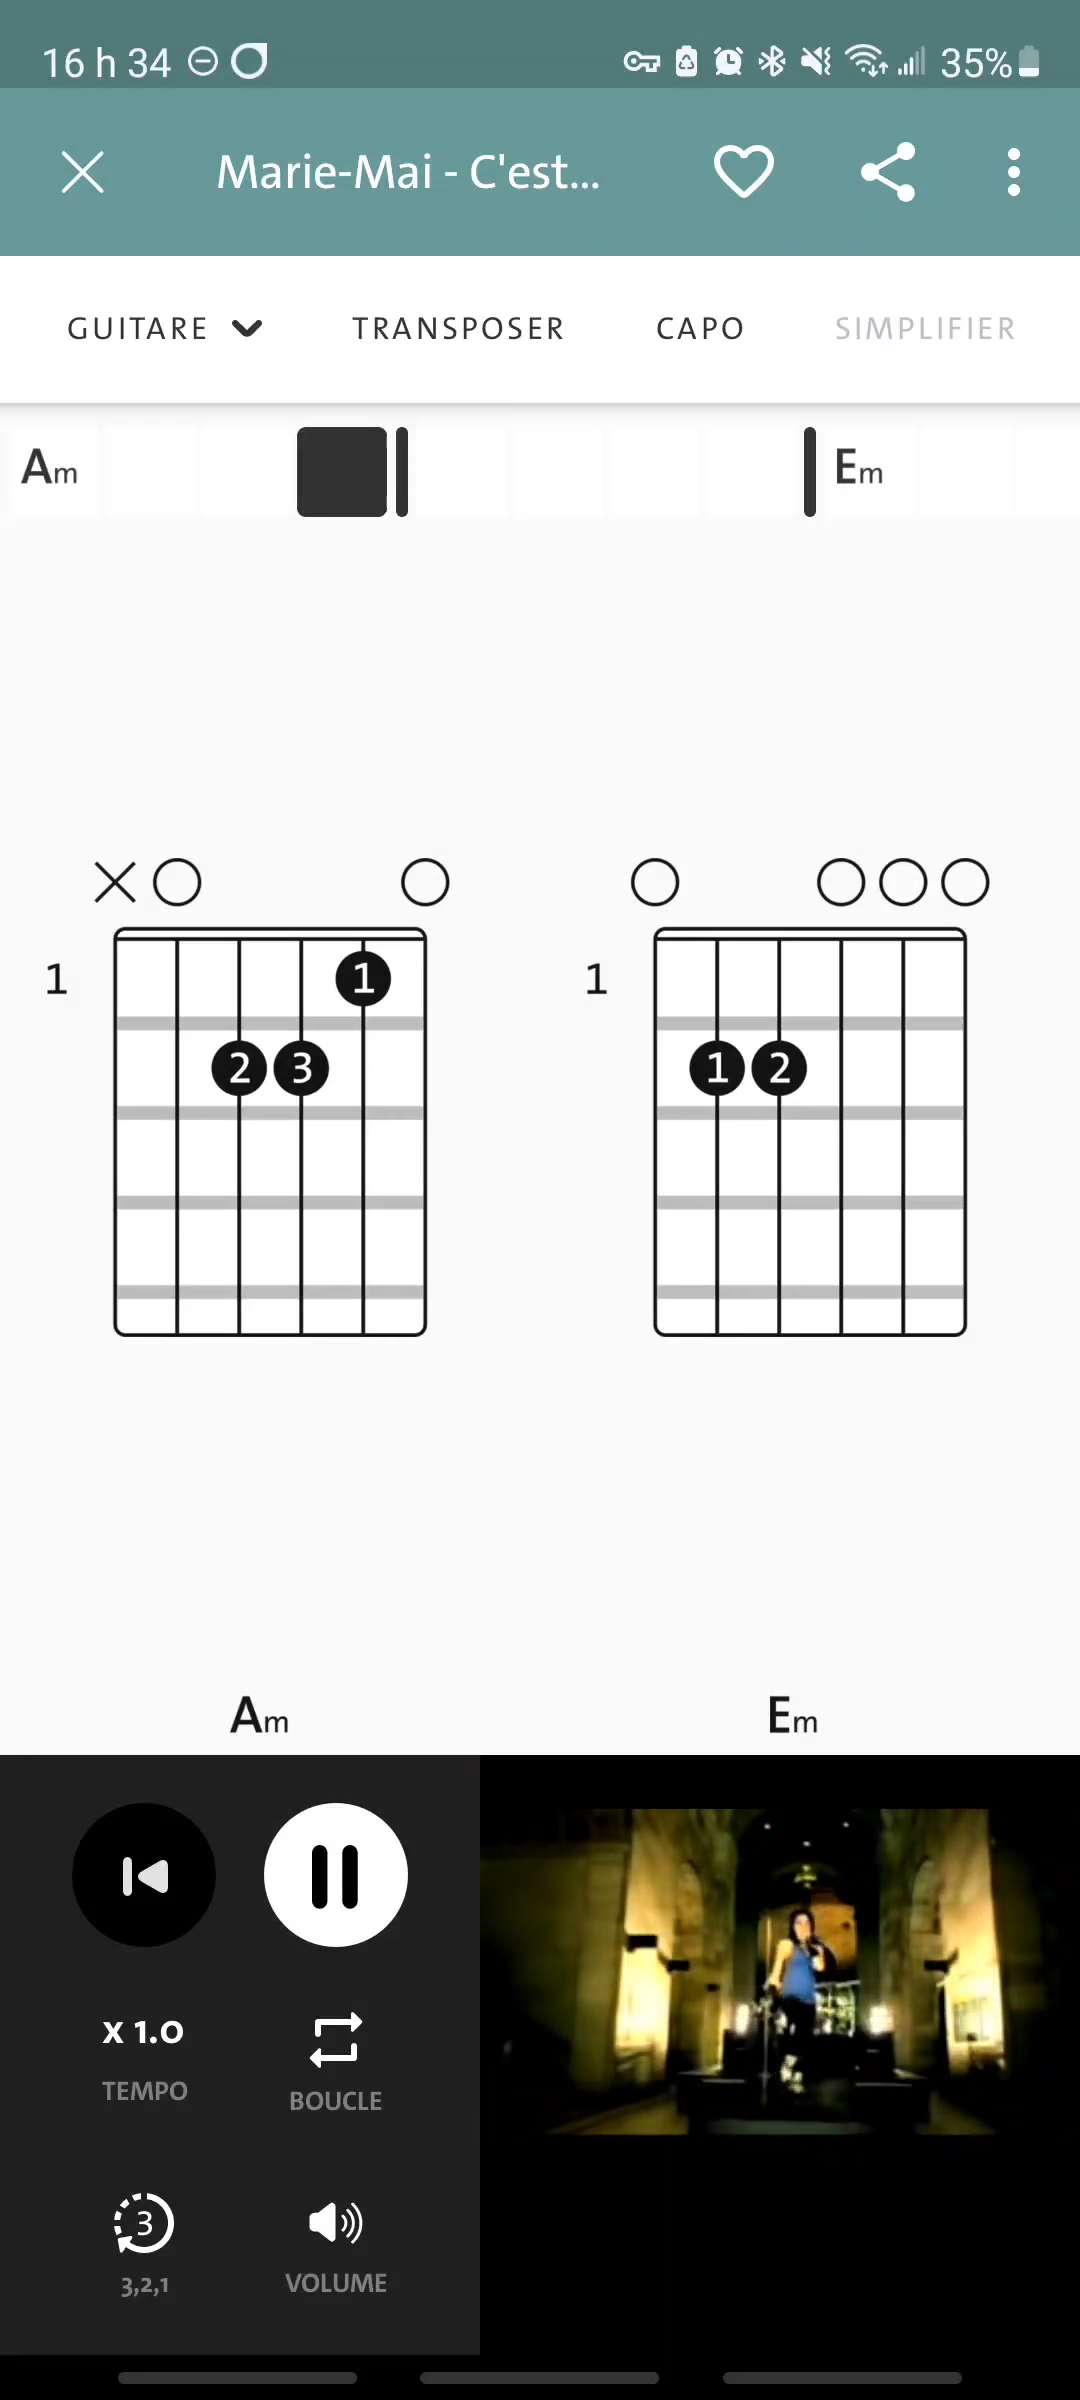 16 h 34 35%
Marie-Mai - C'est...
GUITARE TRANSPOSER CAPO SIMPLIFIER
Am Em
1 1
1
2 3 1 2
Am Em
x 1.0
TEMPO BOUCLE
3
3,2,1 VOLUME